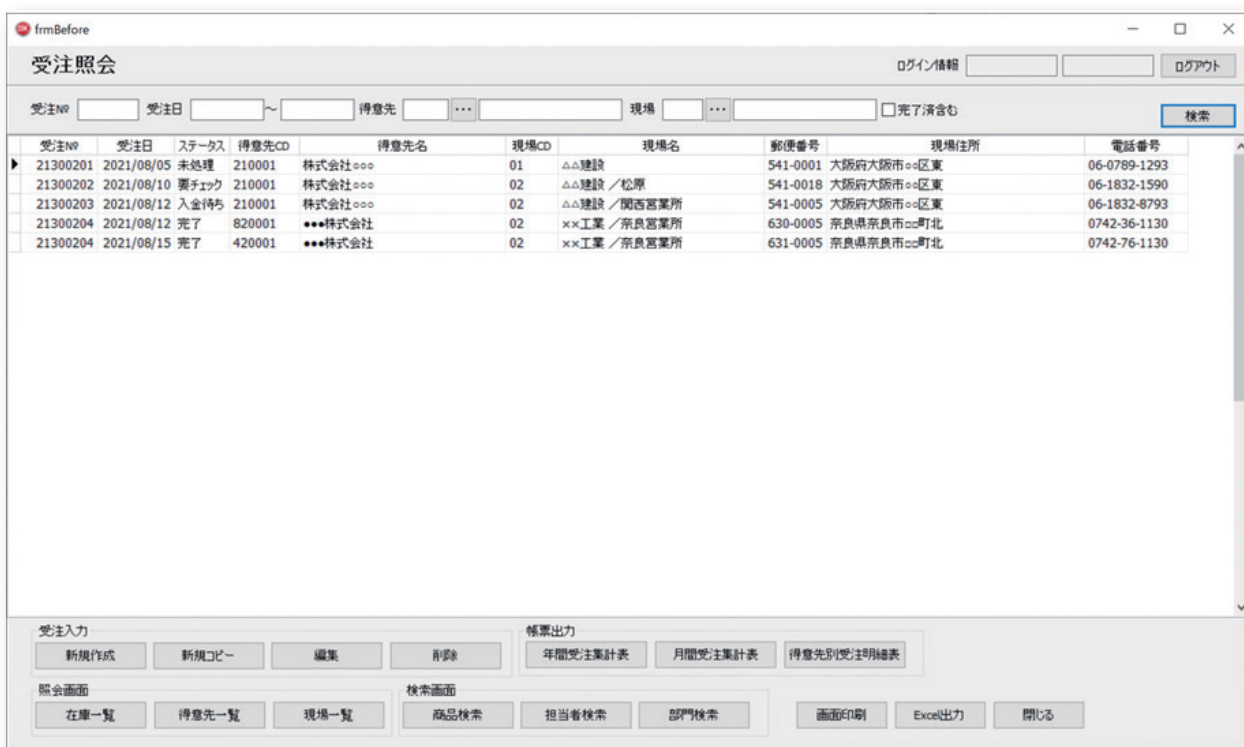 frmBefore
受注照会 ログイン情報 ログアウト
受注№ 受注日 ～ 得意先 ... 現場 ... 完了済含む 検索
受注№ 受注日 ステータス 得意先CD 得意先名 現場CD 現場名 郵便番号 現場住所 電話番号
21300201 2021/08/05 未処理 210001 株式会社○○○ 01 △△建設 541-0001 大阪府大阪市○○区東 06-0789-1293
21300202 2021/08/10 要チェック 210001 株式会社○○○ 02 △△建設 ／松原 541-0018 大阪府大阪市○○区東 06-1832-1590
21300203 2021/08/12 入金待ち 210001 株式会社○○○ 02 △△建設 ／関西営業所 541-0005 大阪府大阪市○○区東 06-1832-8793
21300204 2021/08/12 完了 820001 ●●●株式会社 02 ××工業 ／奈良営業所 630-0005 奈良県奈良市□□町北 0742-36-1130
21300204 2021/08/15 完了 420001 ●●●株式会社 02 ××工業 ／奈良営業所 631-0005 奈良県奈良市□□町北 0742-76-1130
受注入力 帳票出力
新規作成 新規コピー 編集 削除 年間受注集計表 月間受注集計表 得意先別受注明細表
照会画面 検索画面
在庫一覧 得意先一覧 現場一覧 商品検索 担当者検索 部門検索 画面印刷 Excel出力 閉じる